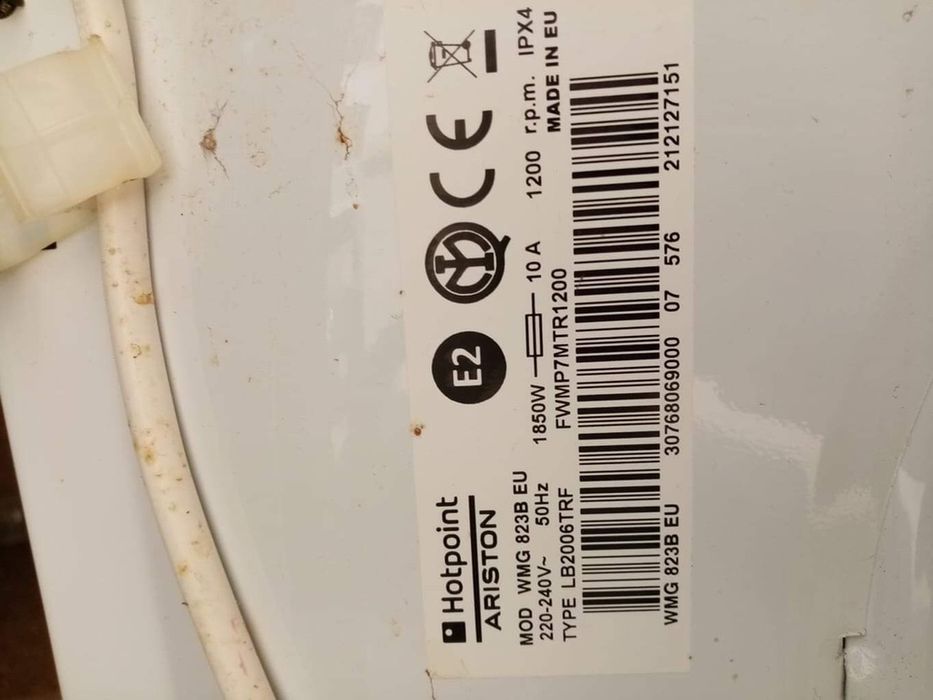 Hotpoint
ARISTON
E2
MOD WMG 823B EU
220-240V~ 50Hz 1850W 10 A 1200 r.p.m. IPX4
TYPE LB2006TRF FWMP7MTR1200 MADE IN EU
WMG 823B EU 30768069000 07 576 212127151